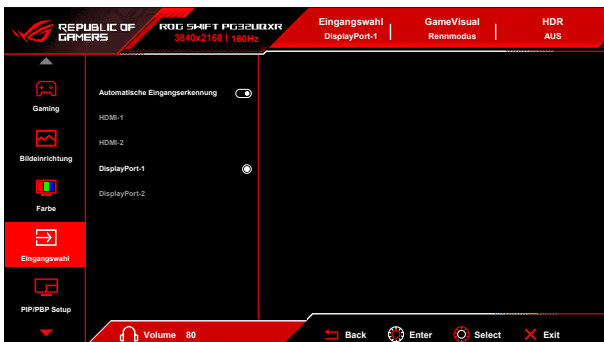 REPUBLIC OF
GAMERS
ROG SWIFT PG32UQXR
3840x2160 | 160Hz
Eingangswahl
DisplayPort-1
GameVisual
Rennmodus
HDR
AUS
Gaming
Bildeinrichtung
Farbe
Eingangswahl
PIP/PBP Setup
Automatische Eingangserkennung
HDMI-1
HDMI-2
DisplayPort-1
DisplayPort-2
Volume 80
Back
Enter
Select
Exit